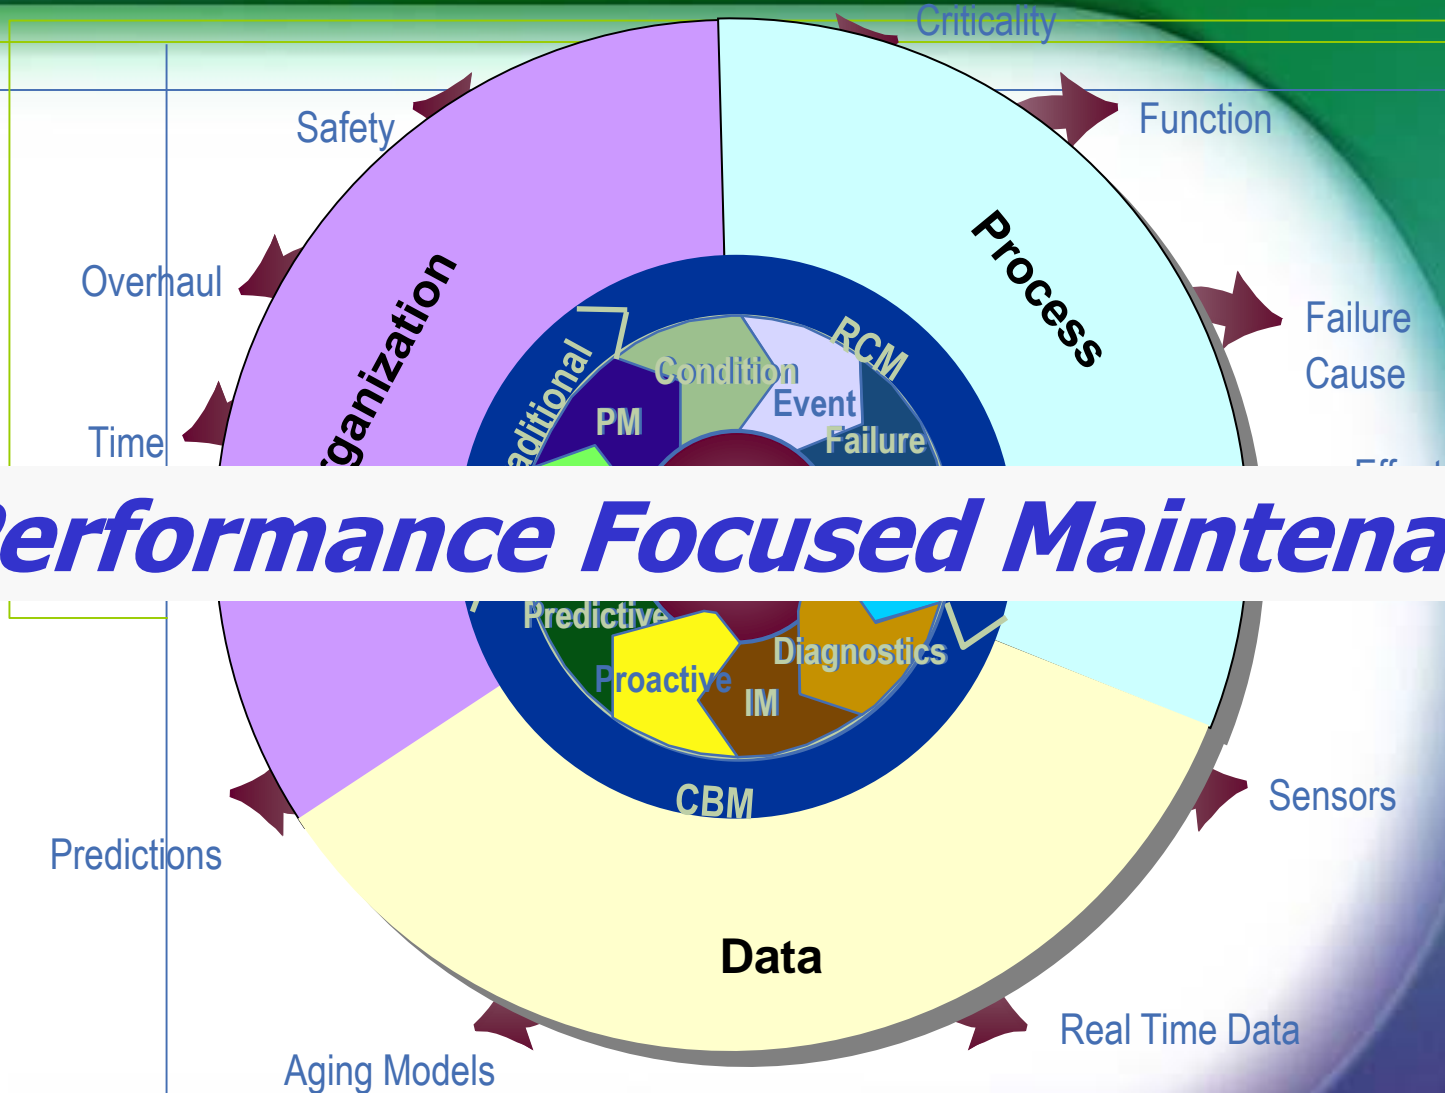 Criticality
Safety
Function
Process
Overhaul
Organization
Failure
Cause
RCM
Traditional
Condition
Event
PM
Failure
Time
Performance Focused Maintena
Predictive
Diagnostics
Proactive
IM
CBM
Sensors
Predictions
Data
Real Time Data
Aging Models